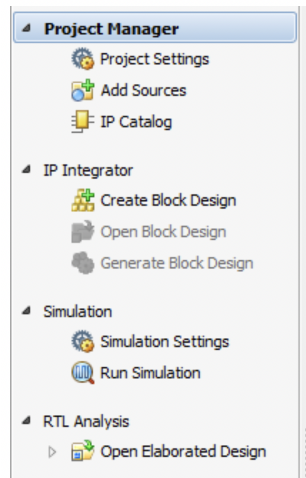 Project Manager
Project Settings
Add Sources
IP Catalog
IP Integrator
Create Block Design
Open Block Design
Generate Block Design
Simulation
Simulation Settings
Run Simulation
RTL Analysis
Open Elaborated Design